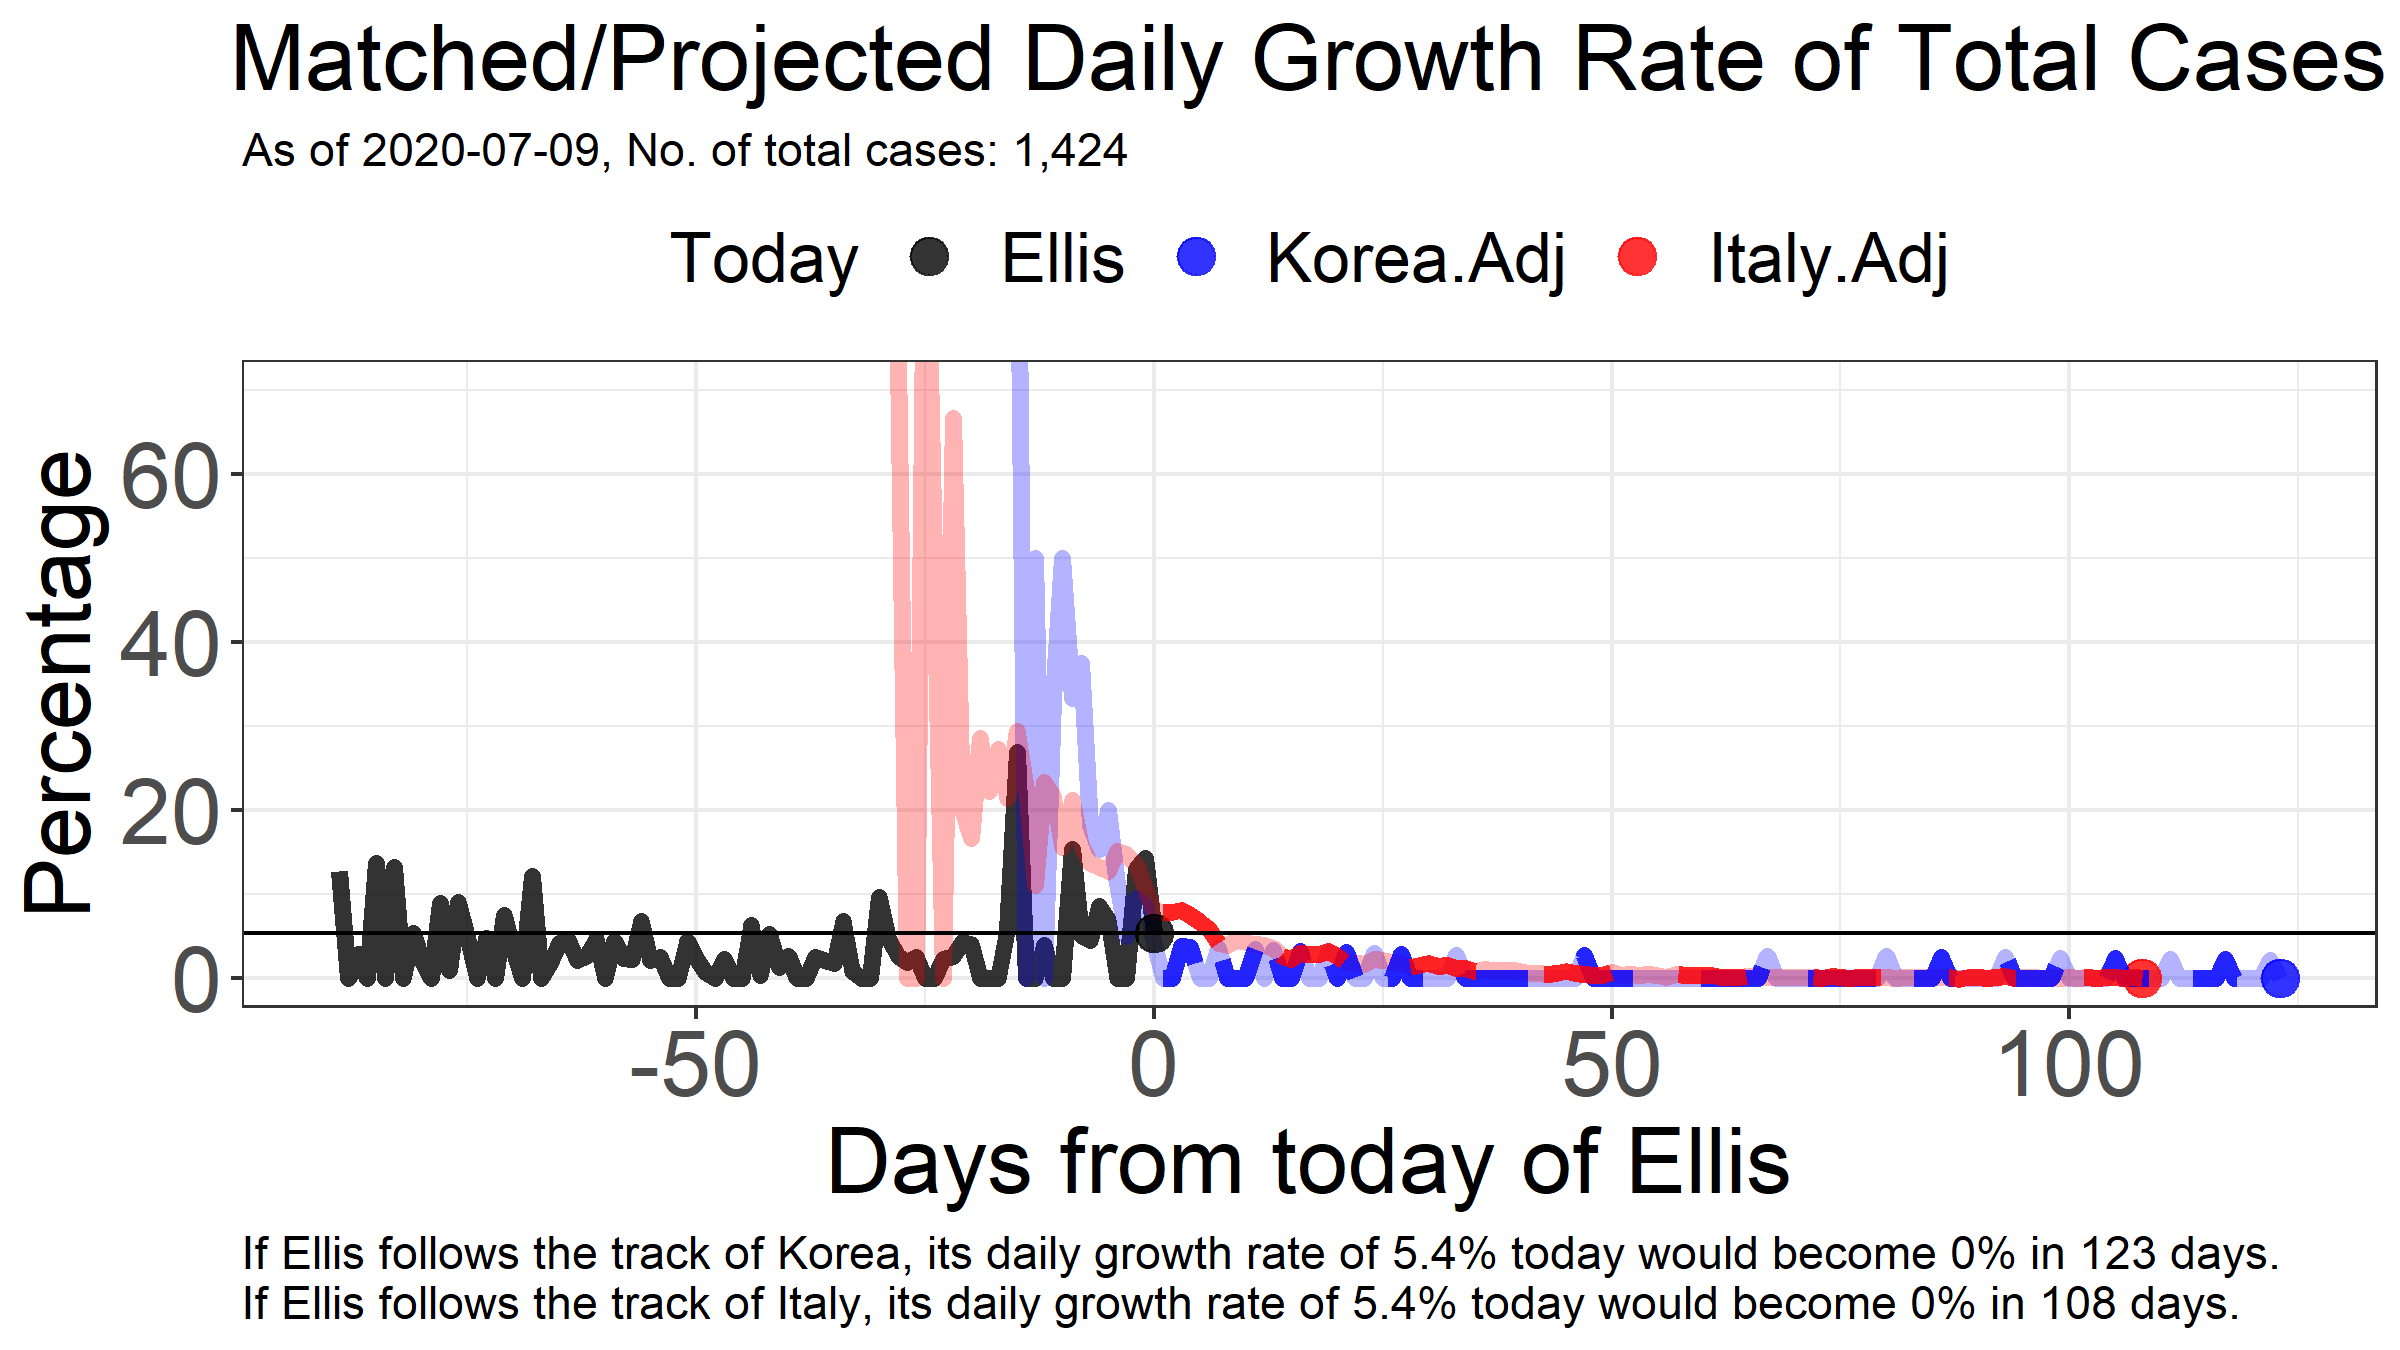 Matched/Projected Daily Growth Rate of Total Cases
As of 2020-07-09, No. of total cases: 1,424
Today Ellis Korea.Adj Italy.Adj
Percentage
60
40
20
0
-50 0 50 100
Days from today of Ellis
If Ellis follows the track of Korea, its daily growth rate of 5.4% today would become 0% in 123 days.
If Ellis follows the track of Italy, its daily growth rate of 5.4% today would become 0% in 108 days.